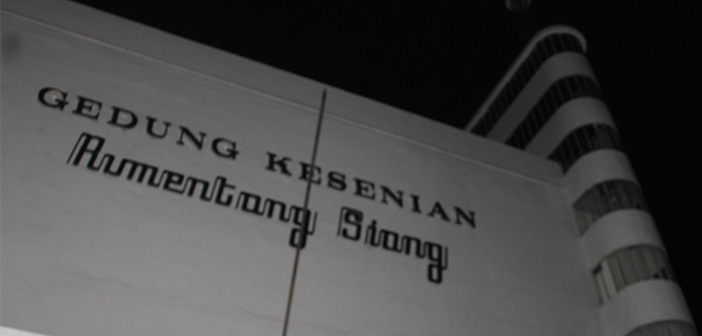 GEDUNG KESENIAN
Rumentang Siang